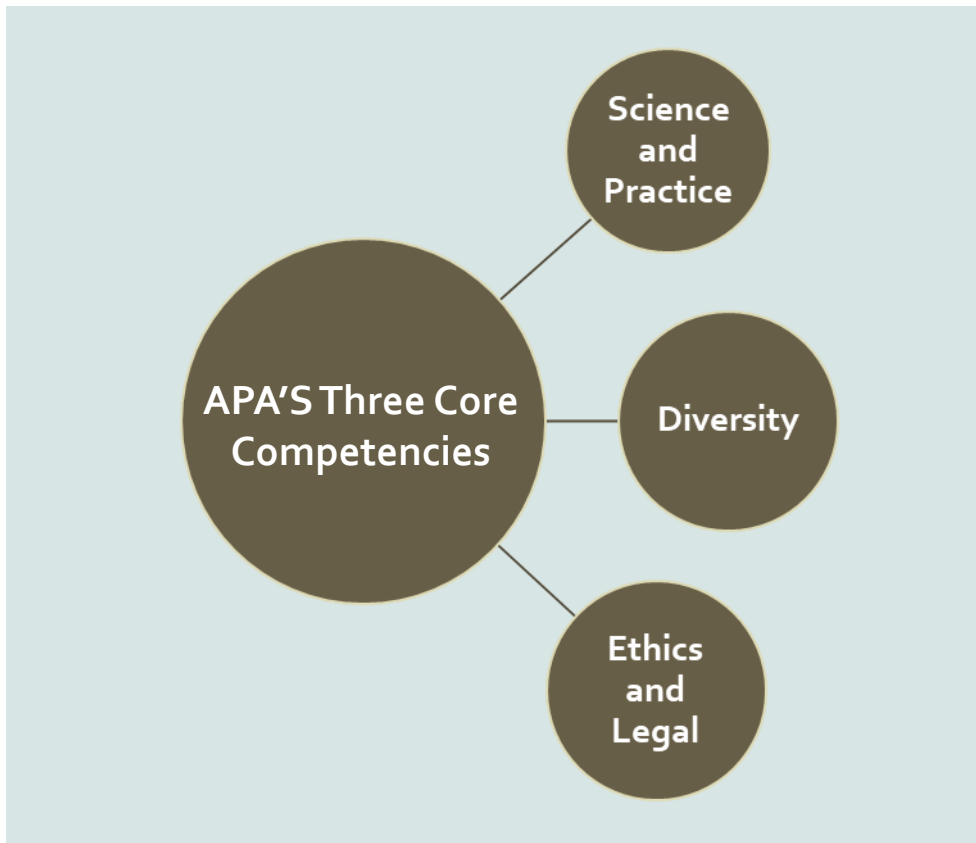 Science
and
Practice
APA’S Three Core
Competencies
Diversity
Ethics
and
Legal